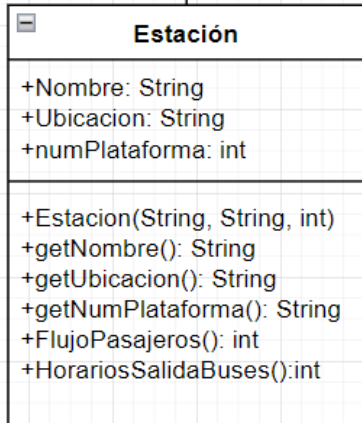 Estación
+Nombre: String
+Ubicacion: String
+numPlataforma: int
+Estacion(String, String, int)
+getNombre(): String
+getUbicacion(): String
+getNumPlataforma(): String
+FlujoPasajeros(): int
+HorariosSalidaBuses():int